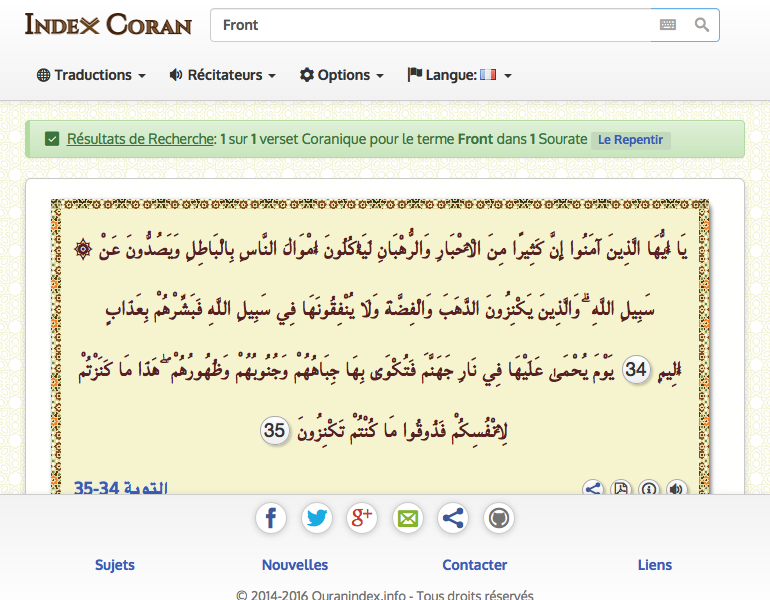 INDEX CORAN
Front
Traductions
Récitateurs
Options
Langue:
Résultats de Recherche: 1 sur 1 verset Coranique pour le terme Front dans 1 Sourate Le Repentir
۞ يَا أَيُّهَا الَّذِينَ آمَنُوا إِنَّ كَثِيرًا مِنَ الْأَحْبَارِ وَالرُّهْبَانِ لَيَأْكُلُونَ أَمْوَالَ النَّاسِ بِالْبَاطِلِ وَيَصُدُّونَ عَنْ
سَبِيلِ اللَّهِ ۗ وَالَّذِينَ يَكْنِزُونَ الذَّهَبَ وَالْفِضَّةَ وَلَا يُنْفِقُونَهَا فِي سَبِيلِ اللَّهِ فَبَشِّرْهُمْ بِعَذَابٍ
أَلِيمٍ 34 يَوْمَ يُحْمَىٰ عَلَيْهَا فِي نَارِ جَهَنَّمَ فَتُكْوَىٰ بِهَا جِبَاهُهُمْ وَجُنُوبُهُمْ وَظُهُورُهُمْ ۖ هَٰذَا مَا كَنَزْتُمْ
لِأَنْفُسِكُمْ فَذُوقُوا مَا كُنْتُمْ تَكْنِزُونَ 35
التوبة 34-35
Sujets
Nouvelles
Contacter
Liens
© 2014-2016 Quranindex.info - Tous droits réservés